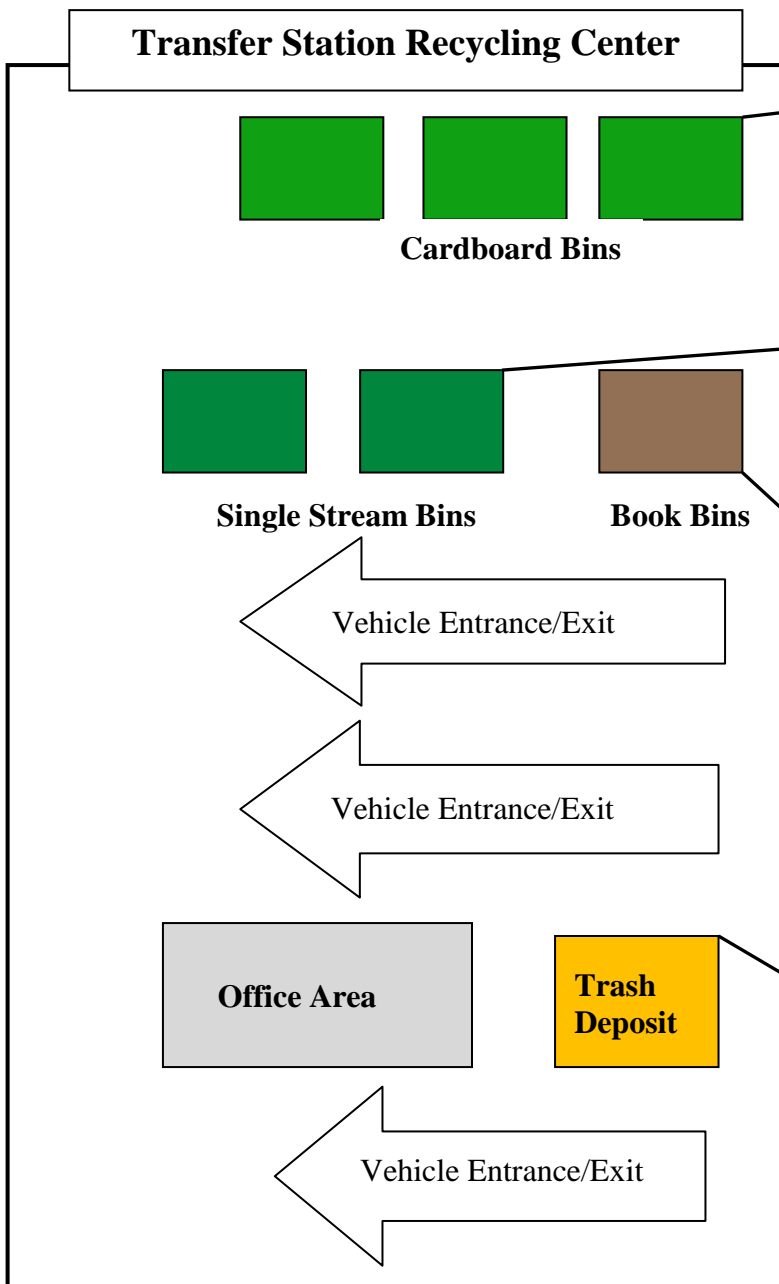 Transfer Station Recycling Center
Cardboard Bins
Single Stream Bins
Book Bins
Vehicle Entrance/Exit
Vehicle Entrance/Exit
Office Area
Trash
Deposit
Vehicle Entrance/Exit